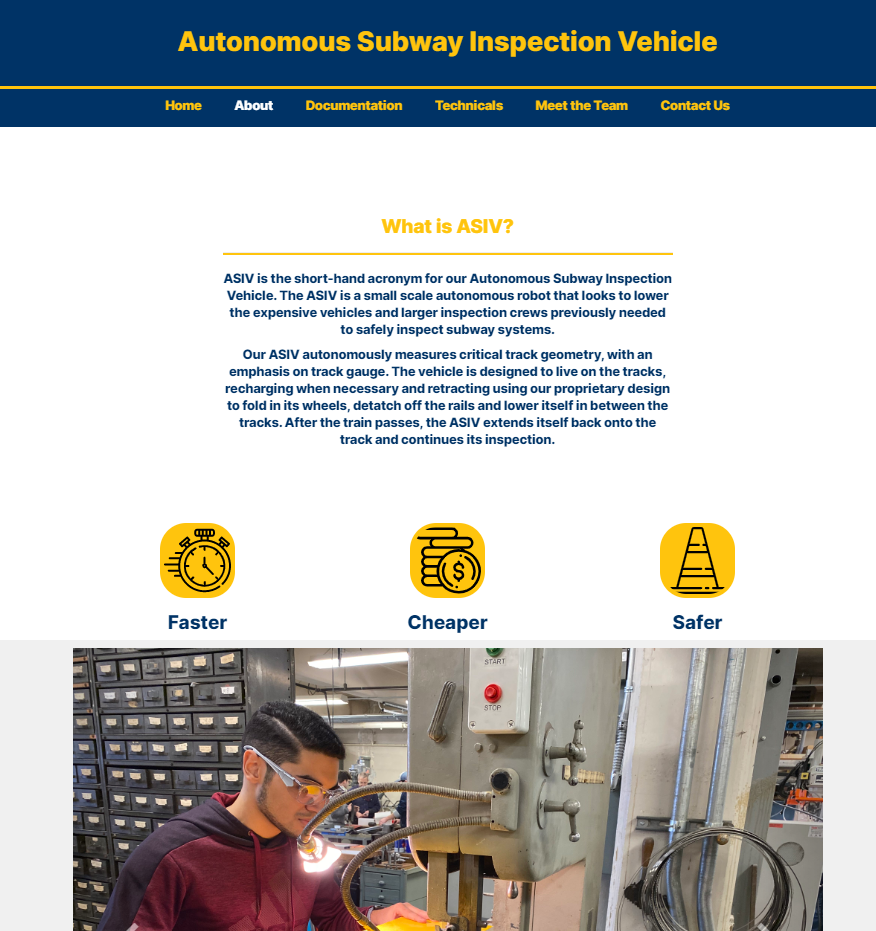 Autonomous Subway Inspection Vehicle
Home About Documentation Technicals Meet the Team Contact Us
What is ASIV?
ASIV is the short-hand acronym for our Autonomous Subway Inspection
Vehicle. The ASIV is a small scale autonomous robot that looks to lower
the expensive vehicles and larger inspection crews previously needed
to safely inspect subway systems.
Our ASIV autonomously measures critical track geometry, with an
emphasis on track gauge. The vehicle is designed to live on the tracks,
recharging when necessary and retracting using our proprietary design
to fold in its wheels, detatch off the rails and lower itself in between the
tracks. After the train passes, the ASIV extends itself back onto the
track and continues its inspection.
$
Faster Cheaper Safer
START
STOP